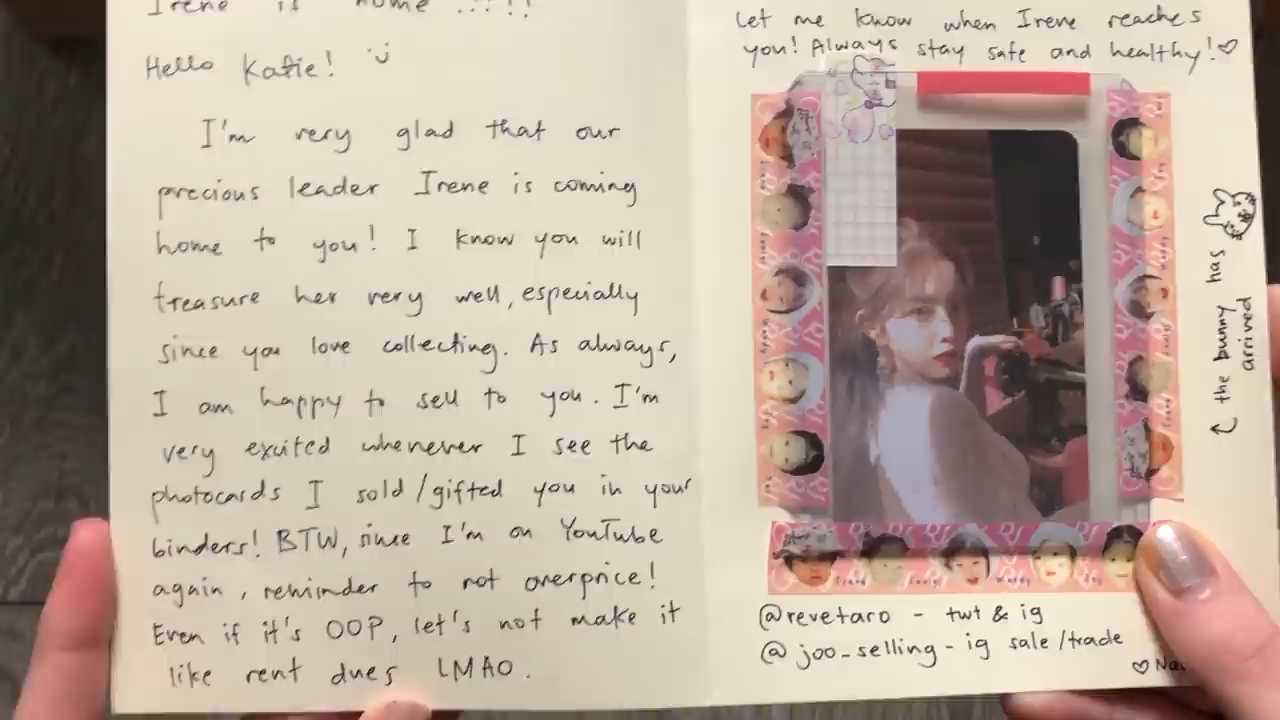 Irene is home ...!!
Hello Katie!
I'm very glad that our
precious leader Irene is coming
home to you! I know you will
treasure her very well, especially
since you love collecting. As always,
I am happy to sell to you. I'm
very excited whenever I see the
photocards I sold/gifted you in your
binders! BTW, since I'm on YouTube
again, reminder to not overprice!
Even if it's OOP, let's not make it
like rent dues LMAO.
Let me know when Irene reaches
you! Always stay safe and healthy!♡
the bunny has
arrived
@revetaro - twt & ig
@joo_selling - ig sale/trade